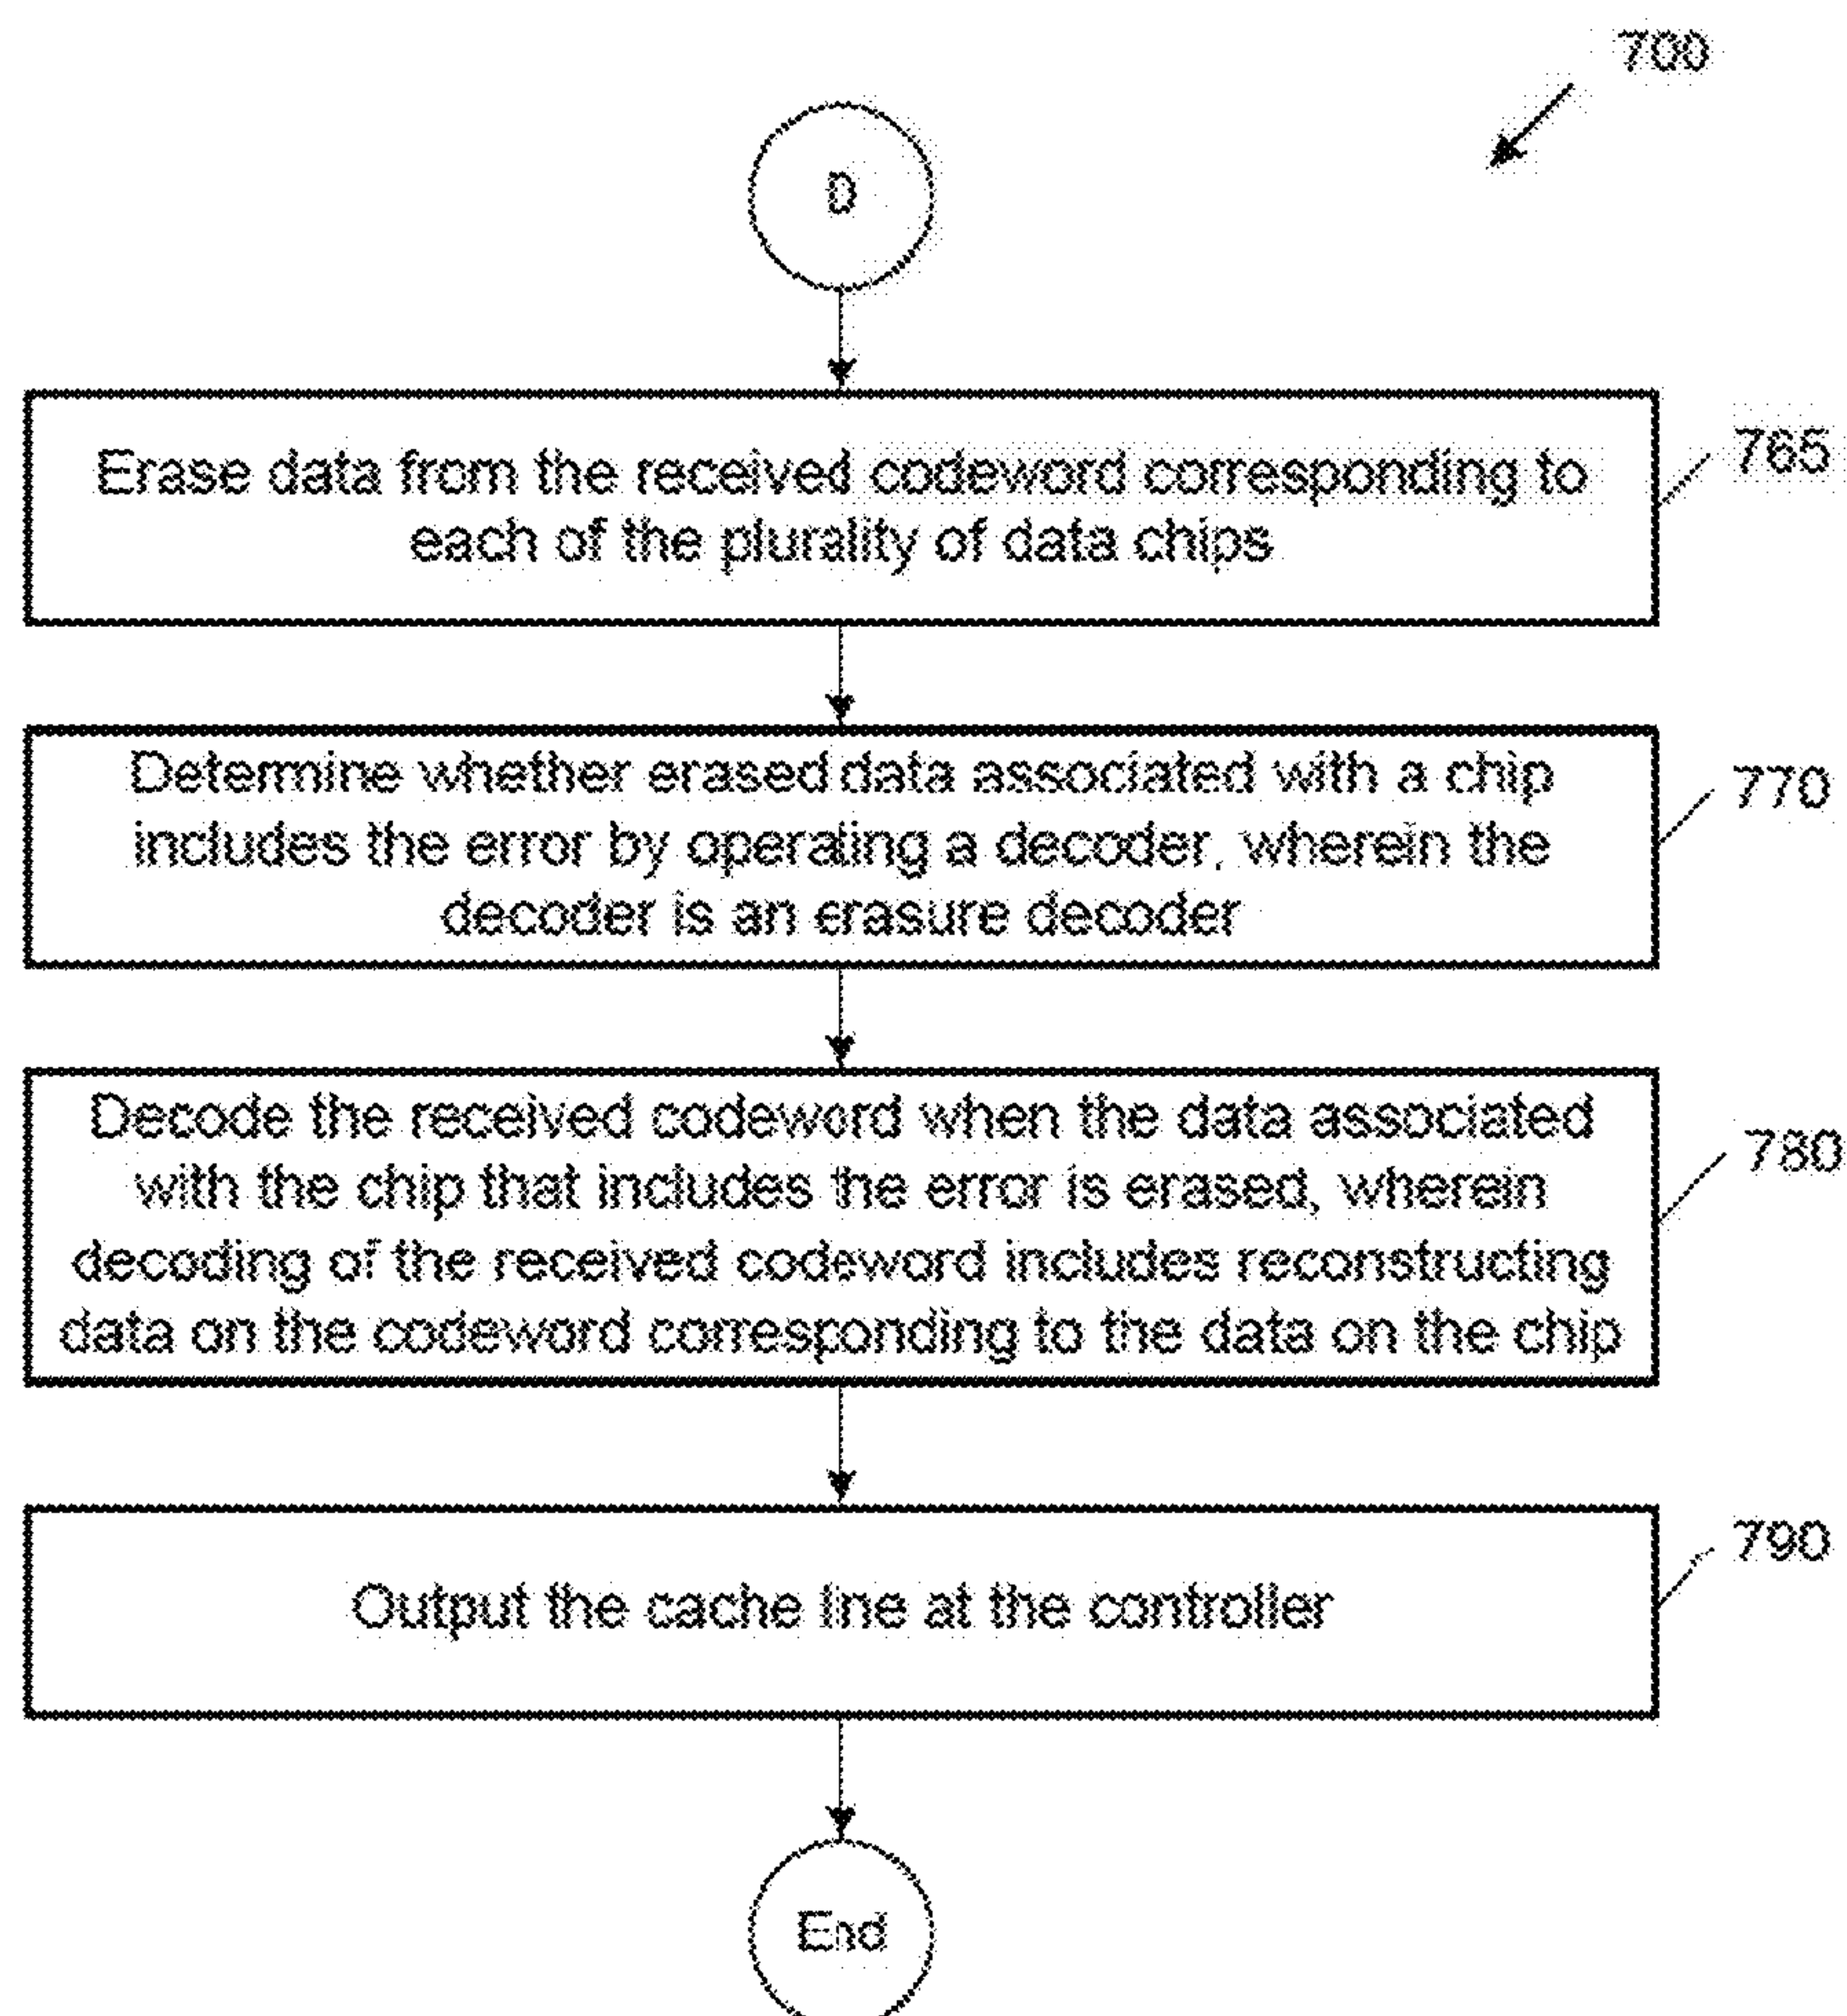 700
D
Erase data from the received codeword corresponding to
each of the plurality of data chips
765
Determine whether erased data associated with a chip
includes the error by operating a decoder, wherein the
decoder is an erasure decoder
770
Decode the received codeword when the data associated
with the chip that includes the error is erased, wherein
decoding of the received codeword includes reconstructing
data on the codeword corresponding to the data on the chip
780
Output the cache line at the controller
790
End